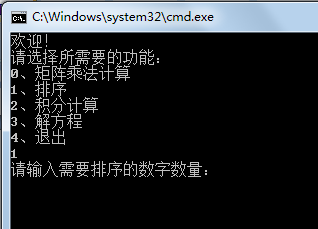 C:\Windows\system32\cmd.exe
欢迎!
请选择所需要的功能:
0、矩阵乘法计算
1、排序
2、积分计算
3、解方程
4、退出
1
请输入需要排序的数字数量: